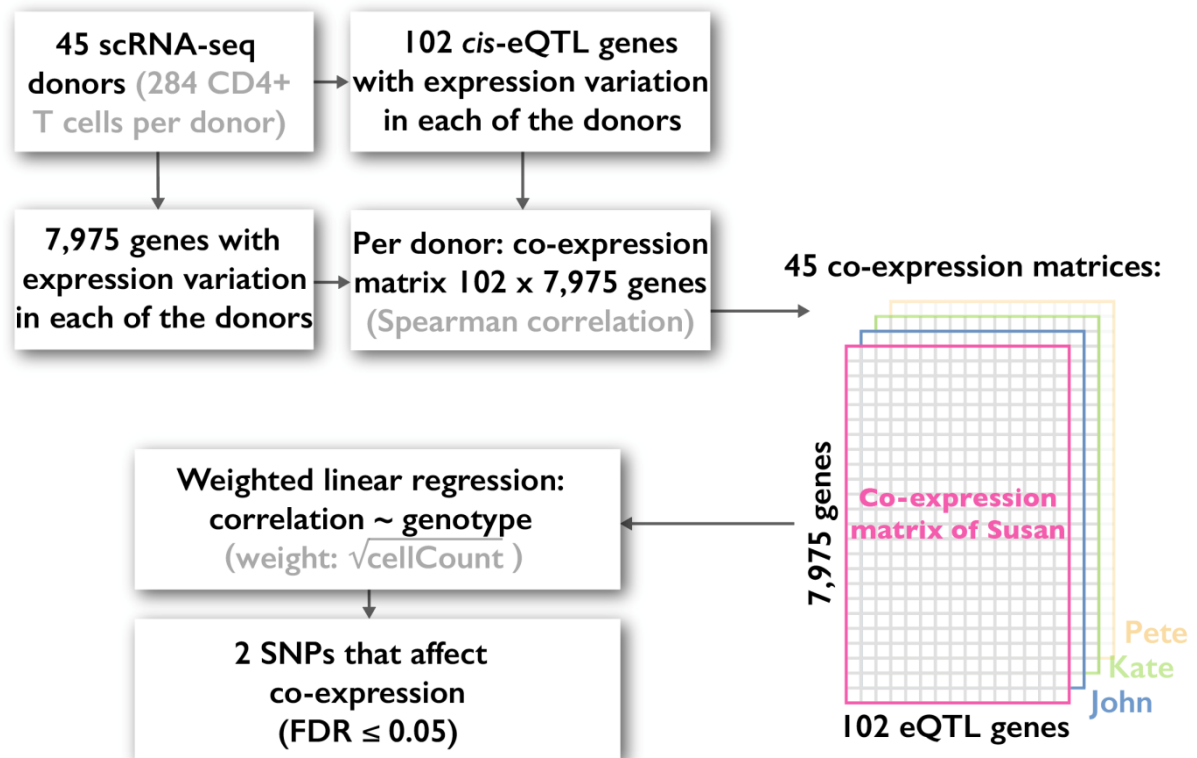 45 scRNA-seq
donors (284 CD4+
T cells per donor)
102 cis-eQTL genes
with expression variation
in each of the donors
7,975 genes with
expression variation
in each of the donors
Per donor: co-expression
matrix 102 x 7,975 genes
(Spearman correlation)
45 co-expression matrices:
7,975 genes
Co-expression
matrix of Susan
Pete
Kate
John
102 eQTL genes
Weighted linear regression:
correlation ~ genotype
(weight: √cellCount )
2 SNPs that affect
co-expression
(FDR ≤ 0.05)